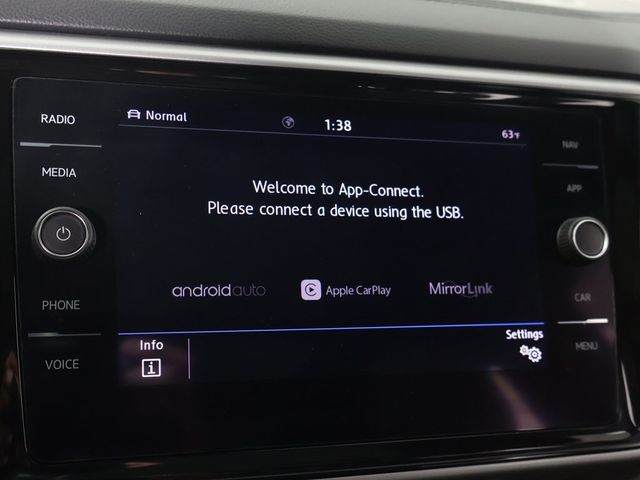 RADIO
MEDIA
PHONE
VOICE
Normal
1:38
63°F
Welcome to App-Connect.
Please connect a device using the USB.
androidauto
Apple CarPlay
MirrorLink
Info
i
Settings
NAV
APP
CAR
MENU